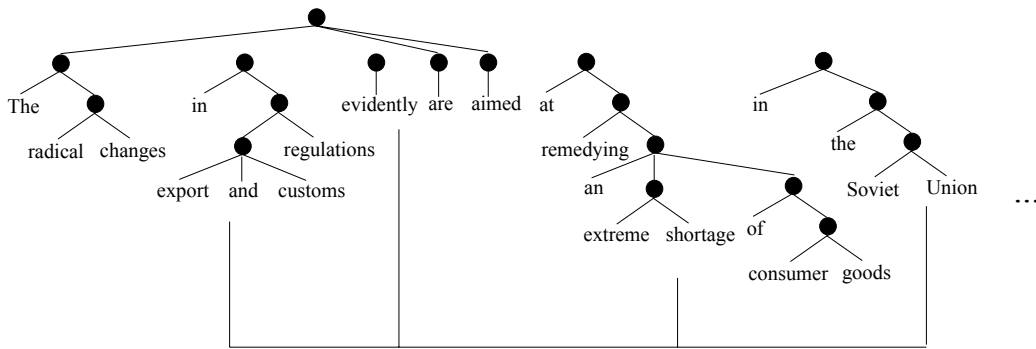 The in evidently are aimed at in
radical changes export and customs regulations remedying an the
extreme shortage of Soviet Union ...
consumer goods